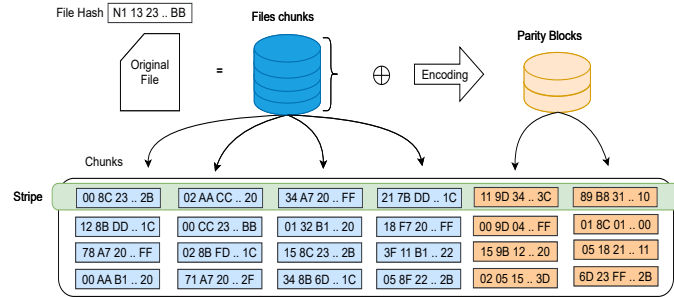 File Hash N1 13 23 .. BB
Files chunks
Parity Blocks
Original
File
=
Encoding
Chunks
Stripe
00 8C 23 .. 2B 02 AA CC .. 20 34 A7 20 .. FF 21 7B DD .. 1C 11 9D 34 .. 3C 89 B8 31 .. 10
12 8B DD .. 1C 00 CC 23 .. BB 01 32 B1 .. 20 18 F7 20 .. FF 00 9D 04 .. FF 01 8C 01 .. 00
78 A7 20 .. FF 02 8B FD .. 1C 15 8C 23 .. 2B 3F 11 B1 .. 22 15 9B 12 .. 20 05 18 21 .. 11
00 AA B1 .. 20 71 A7 20 .. 2F 34 8B 6D .. 1C 05 8F 22 .. 2B 02 05 15 .. 3D 6D 23 FF .. 2B